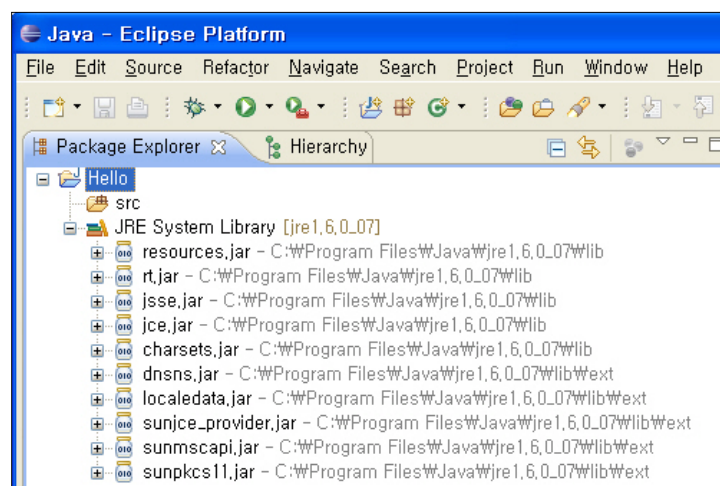 Java - Eclipse Platform
File Edit Source Refactor Navigate Search Project Run Window Help
Package Explorer Hierarchy
Hello
src
JRE System Library [jre1.6.0_07]
resources.jar - C:₩Program Files₩Java₩jre1.6.0_07₩lib
rt.jar - C:₩Program Files₩Java₩jre1.6.0_07₩lib
jsse.jar - C:₩Program Files₩Java₩jre1.6.0_07₩lib
jce.jar - C:₩Program Files₩Java₩jre1.6.0_07₩lib
charsets.jar - C:₩Program Files₩Java₩jre1.6.0_07₩lib
dnsns.jar - C:₩Program Files₩Java₩jre1.6.0_07₩lib₩ext
localedata.jar - C:₩Program Files₩Java₩jre1.6.0_07₩lib₩ext
sunjce_provider.jar - C:₩Program Files₩Java₩jre1.6.0_07₩lib₩ext
sunmscapi.jar - C:₩Program Files₩Java₩jre1.6.0_07₩lib₩ext
sunpkcs11.jar - C:₩Program Files₩Java₩jre1.6.0_07₩lib₩ext